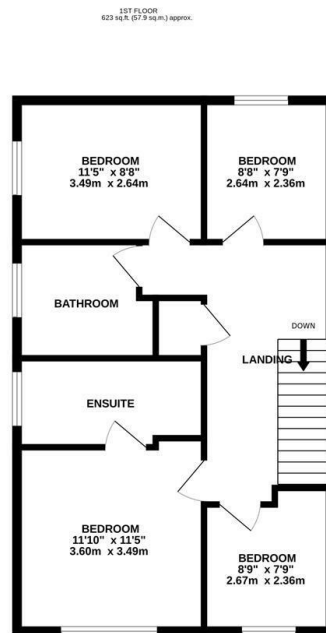 1ST FLOOR
623 sq.ft. (57.9 sq.m.) approx.
BEDROOM
11'5" x 8'8"
3.49m x 2.64m
BEDROOM
8'8" x 7'9"
2.64m x 2.36m
BATHROOM
DOWN
LANDING
ENSUITE
BEDROOM
11'10" x 11'5"
3.60m x 3.49m
BEDROOM
8'9" x 7'9"
2.67m x 2.36m